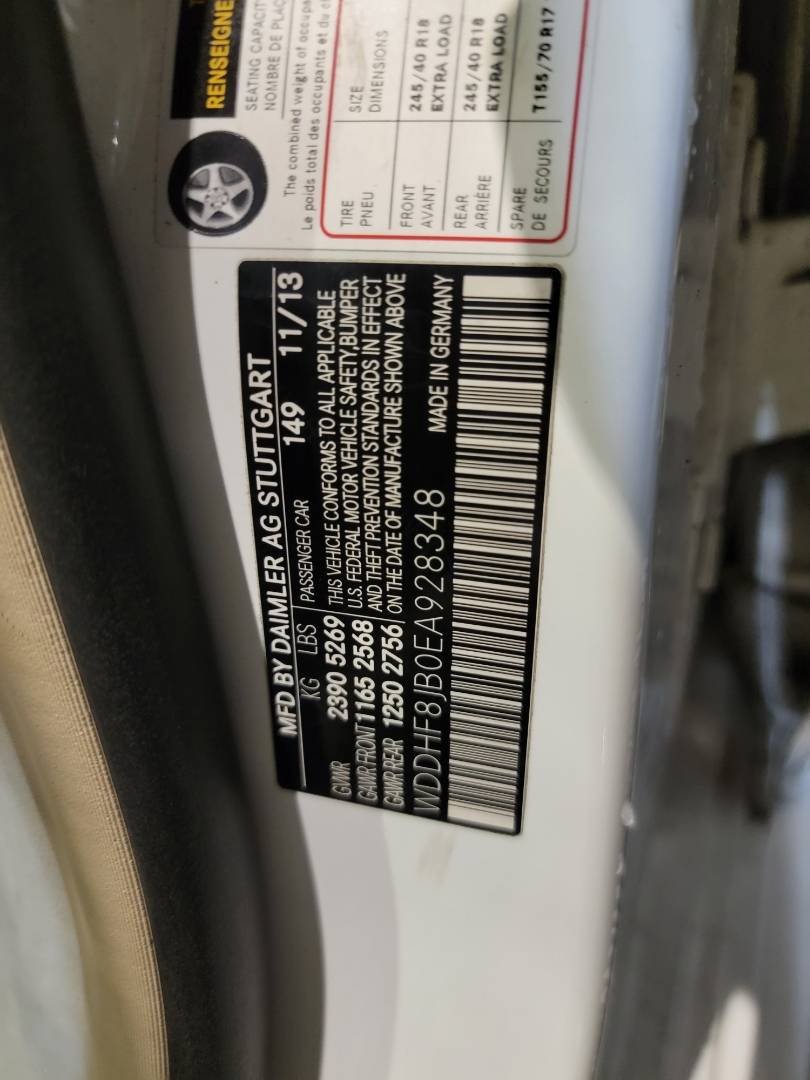 RENSEIGNE
SEATING CAPACIT
NOMBRE DE PLAC
The combined weight of occupa
Le poids total des occupants et du
TIRE SIZE
PNEU DIMENSIONS
FRONT 245/40 R18
AVANT EXTRA LOAD
REAR 245/40 R18
ARRIÈRE EXTRA LOAD
SPARE T155/70 R17
DE SECOURS
MFD BY DAIMLER AG STUTTGART
KG LBS PASSENGER CAR 149 11/13
GVWR 2390 5269 THIS VEHICLE CONFORMS TO ALL APPLICABLE
U.S. FEDERAL MOTOR VEHICLE SAFETY,BUMPER
GAWR FRONT 1165 2568 AND THEFT PREVENTION STANDARDS IN EFFECT
GAWR REAR 1250 2756 ON THE DATE OF MANUFACTURE SHOWN ABOVE
WDDHF8JB0EA928348 MADE IN GERMANY